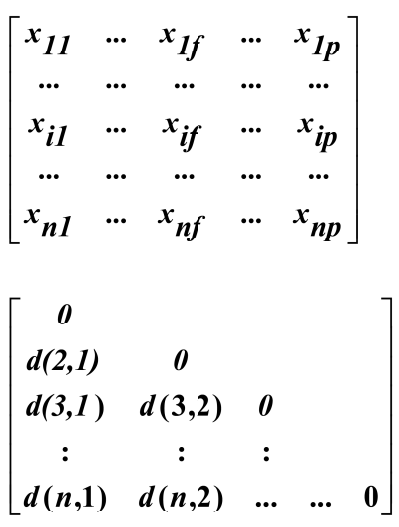 x11 ... x1f ... x1p
... ... ... ... ...
xi1 ... xif ... xip
... ... ... ... ...
xn1 ... xnf ... xnp
0
d(2,1) 0
d(3,1) d(3,2) 0
: : :
d(n,1) d(n,2) ... ... 0